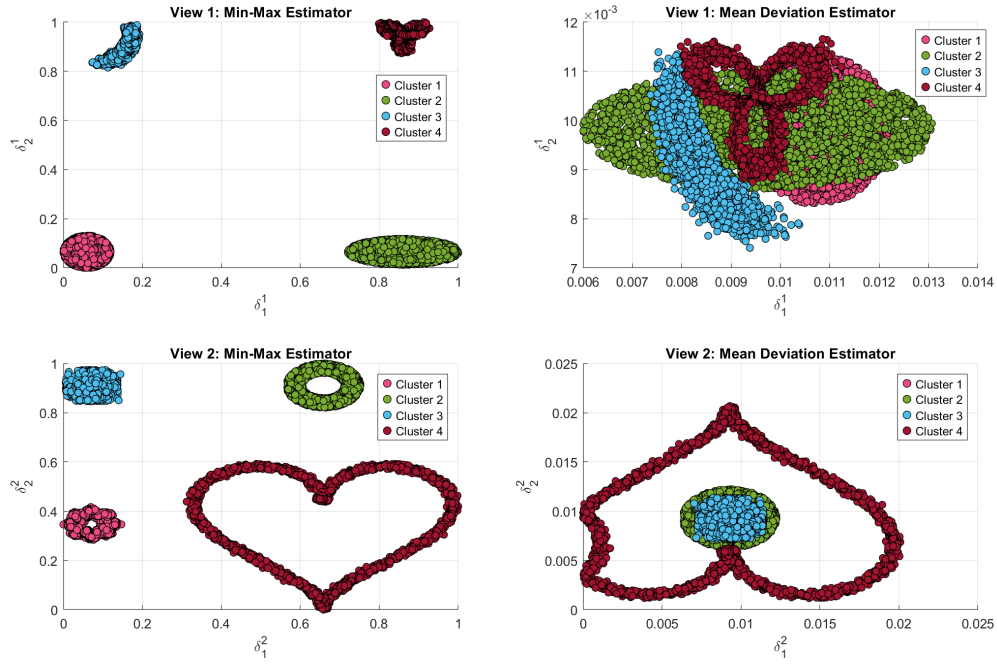 View 1: Min-Max Estimator
1
0.8
0.6
0.4
0.2
0
δ₂¹
0 0.2 0.4 0.6 0.8 1
δ₁¹
Cluster 1
Cluster 2
Cluster 3
Cluster 4
View 1: Mean Deviation Estimator
×10⁻³
12
11
10
9
8
7
δ₂¹
0.006 0.007 0.008 0.009 0.01 0.011 0.012 0.013 0.014
δ₁¹
Cluster 1
Cluster 2
Cluster 3
Cluster 4
View 2: Min-Max Estimator
1
0.8
0.6
0.4
0.2
0
δ₂²
0 0.2 0.4 0.6 0.8 1
δ₁²
Cluster 1
Cluster 2
Cluster 3
Cluster 4
View 2: Mean Deviation Estimator
0.025
0.02
0.015
0.01
0.005
0
δ₂²
0 0.005 0.01 0.015 0.02 0.025
δ₁²
Cluster 1
Cluster 2
Cluster 3
Cluster 4